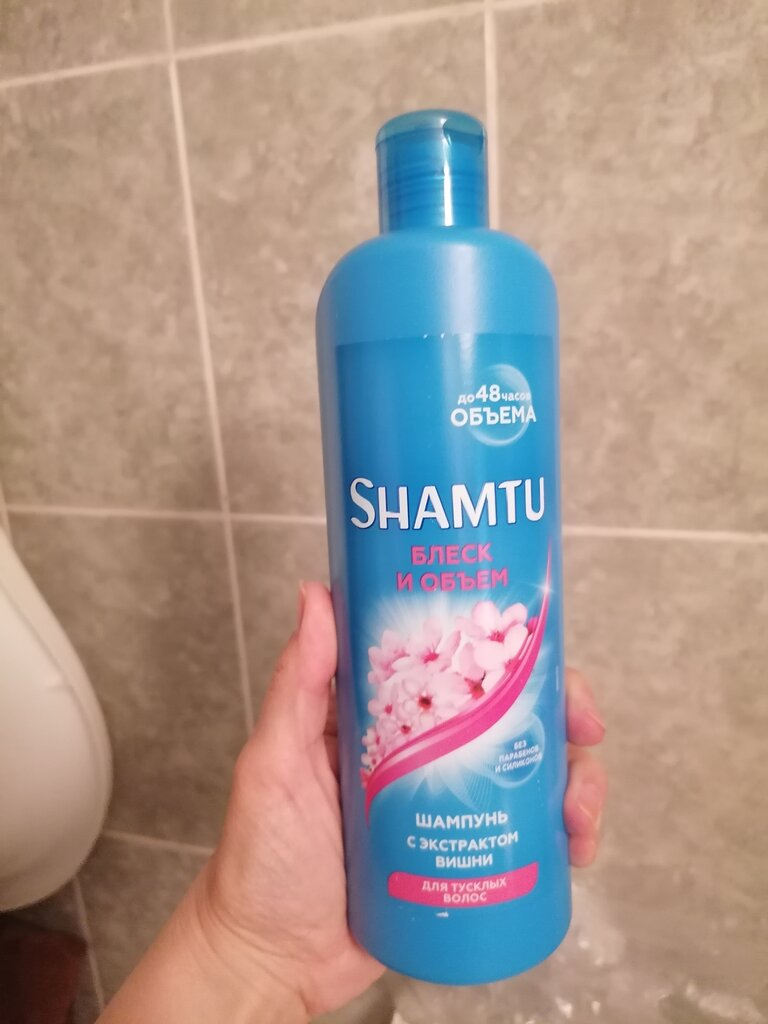 до 48 часов
ОБЪЕМА
SHAMTU
БЛЕСК
И ОБЪЕМ
БЕЗ
ПАРАБЕНОВ
И СИЛИКОНОВ
ШАМПУНЬ
С ЭКСТРАКТОМ
ВИШНИ
ДЛЯ ТУСКЛЫХ
ВОЛОС